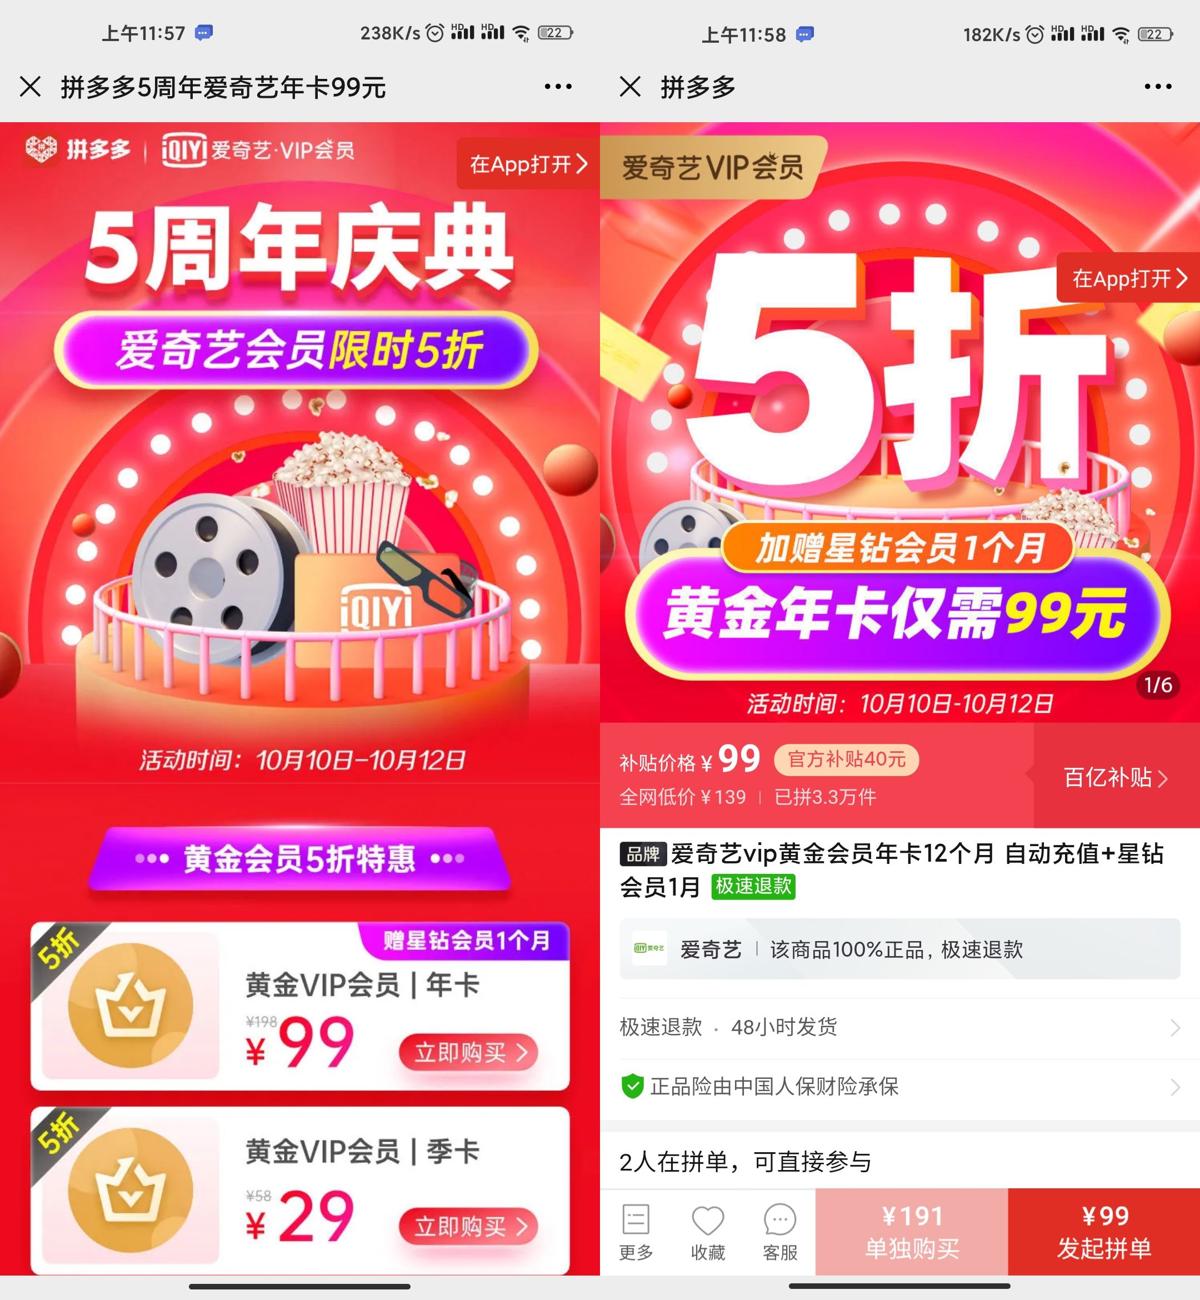 上午11:57
238K/s
HD
HD
22
拼多多5周年爱奇艺年卡99元
拼多多
iQIYI 爱奇艺·VIP会员
在App打开
5周年庆典
爱奇艺会员限时5折
iQIYI
活动时间：10月10日-10月12日
黄金会员5折特惠
5折
赠星钻会员1个月
黄金VIP会员 | 年卡
¥198
¥99
立即购买
5折
黄金VIP会员 | 季卡
¥58
¥29
立即购买
上午11:58
182K/s
HD
HD
22
拼多多
爱奇艺VIP会员
在App打开
5折
加赠星钻会员1个月
黄金年卡仅需99元
1/6
活动时间：10月10日-10月12日
补贴价格¥99
官方补贴40元
全网低价¥139
已拼3.3万件
百亿补贴
品牌 爱奇艺vip黄金会员年卡12个月 自动充值+星钻
会员1月 极速退款
iQIYI 爱奇艺
爱奇艺 | 该商品100%正品, 极速退款
极速退款 · 48小时发货
正品险由中国人保财险承保
2人在拼单，可直接参与
更多
收藏
客服
¥191
单独购买
¥99
发起拼单